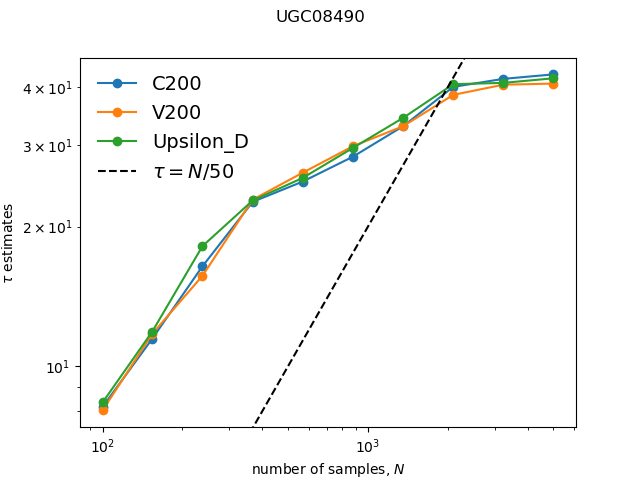 UGC08490
C200
V200
Upsilon_D
τ = N/50
4 × 10¹
3 × 10¹
2 × 10¹
10¹
τ estimates
10² 10³
number of samples, N